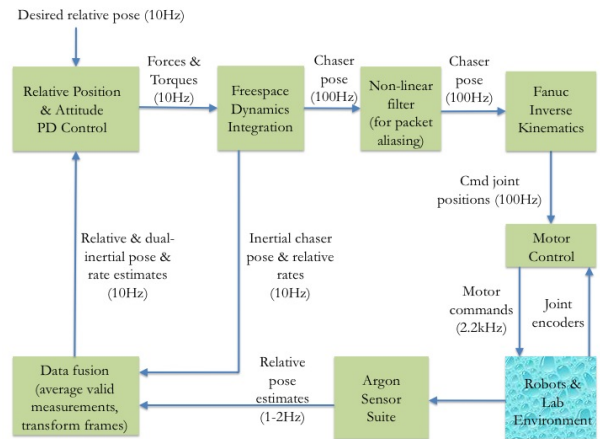 Desired relative pose (10Hz)
Relative Position
& Attitude
PD Control
Forces &
Torques
(10Hz)
Freespace
Dynamics
Integration
Chaser
pose
(100Hz)
Non-linear
filter
(for packet
aliasing)
Chaser
pose
(100Hz)
Fanuc
Inverse
Kinematics
Cmd joint
positions (100Hz)
Motor
Control
Motor
commands
(2.2kHz)
Joint
encoders
Robots &
Lab
Environment
Argon
Sensor
Suite
Relative
pose
estimates
(1-2Hz)
Inertial chaser
pose & relative
rates
(10Hz)
Relative & dual-
inertial pose &
rate estimates
(10Hz)
Data fusion
(average valid
measurements,
transform frames)